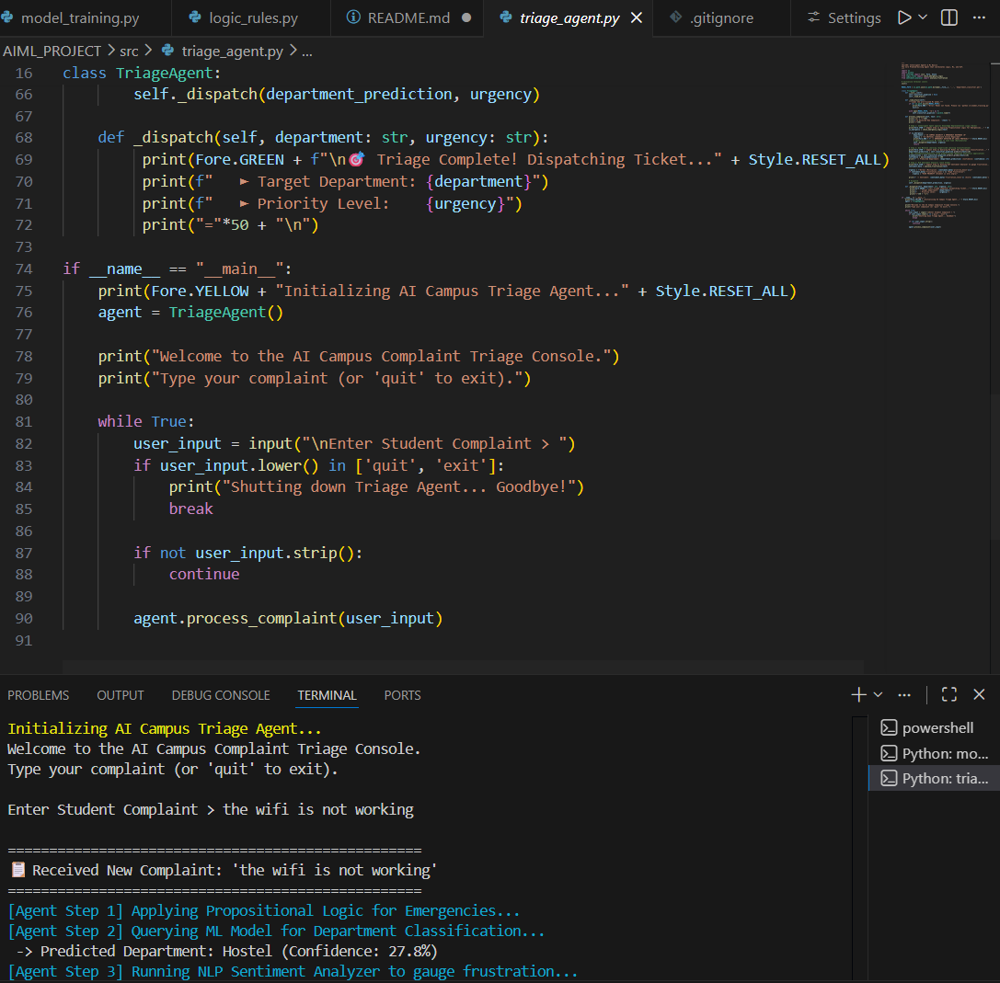 model_training.py logic_rules.py README.md triage_agent.py .gitignore Settings
AIML_PROJECT > src > triage_agent.py > ...
16 class TriageAgent:
66 self._dispatch(department_prediction, urgency)
67
68 def _dispatch(self, department: str, urgency: str):
69 print(Fore.GREEN + f"\n🎯 Triage Complete! Dispatching Ticket..." + Style.RESET_ALL)
70 print(f"   ► Target Department: {department}")
71 print(f"   ► Priority Level:    {urgency}")
72 print("="*50 + "\n")
73
74 if __name__ == "__main__":
75 print(Fore.YELLOW + "Initializing AI Campus Triage Agent..." + Style.RESET_ALL)
76 agent = TriageAgent()
77
78 print("Welcome to the AI Campus Complaint Triage Console.")
79 print("Type your complaint (or 'quit' to exit).")
80
81 while True:
82 user_input = input("\nEnter Student Complaint > ")
83 if user_input.lower() in ['quit', 'exit']:
84 print("Shutting down Triage Agent... Goodbye!")
85 break
86
87 if not user_input.strip():
88 continue
89
90 agent.process_complaint(user_input)
91
PROBLEMS OUTPUT DEBUG CONSOLE TERMINAL PORTS
Initializing AI Campus Triage Agent...
Welcome to the AI Campus Complaint Triage Console.
Type your complaint (or 'quit' to exit).
Enter Student Complaint > the wifi is not working
==================================================
📋 Received New Complaint: 'the wifi is not working'
==================================================
[Agent Step 1] Applying Propositional Logic for Emergencies...
[Agent Step 2] Querying ML Model for Department Classification...
-> Predicted Department: Hostel (Confidence: 27.8%)
[Agent Step 3] Running NLP Sentiment Analyzer to gauge frustration...
powershell
Python: mo...
Python: tria...